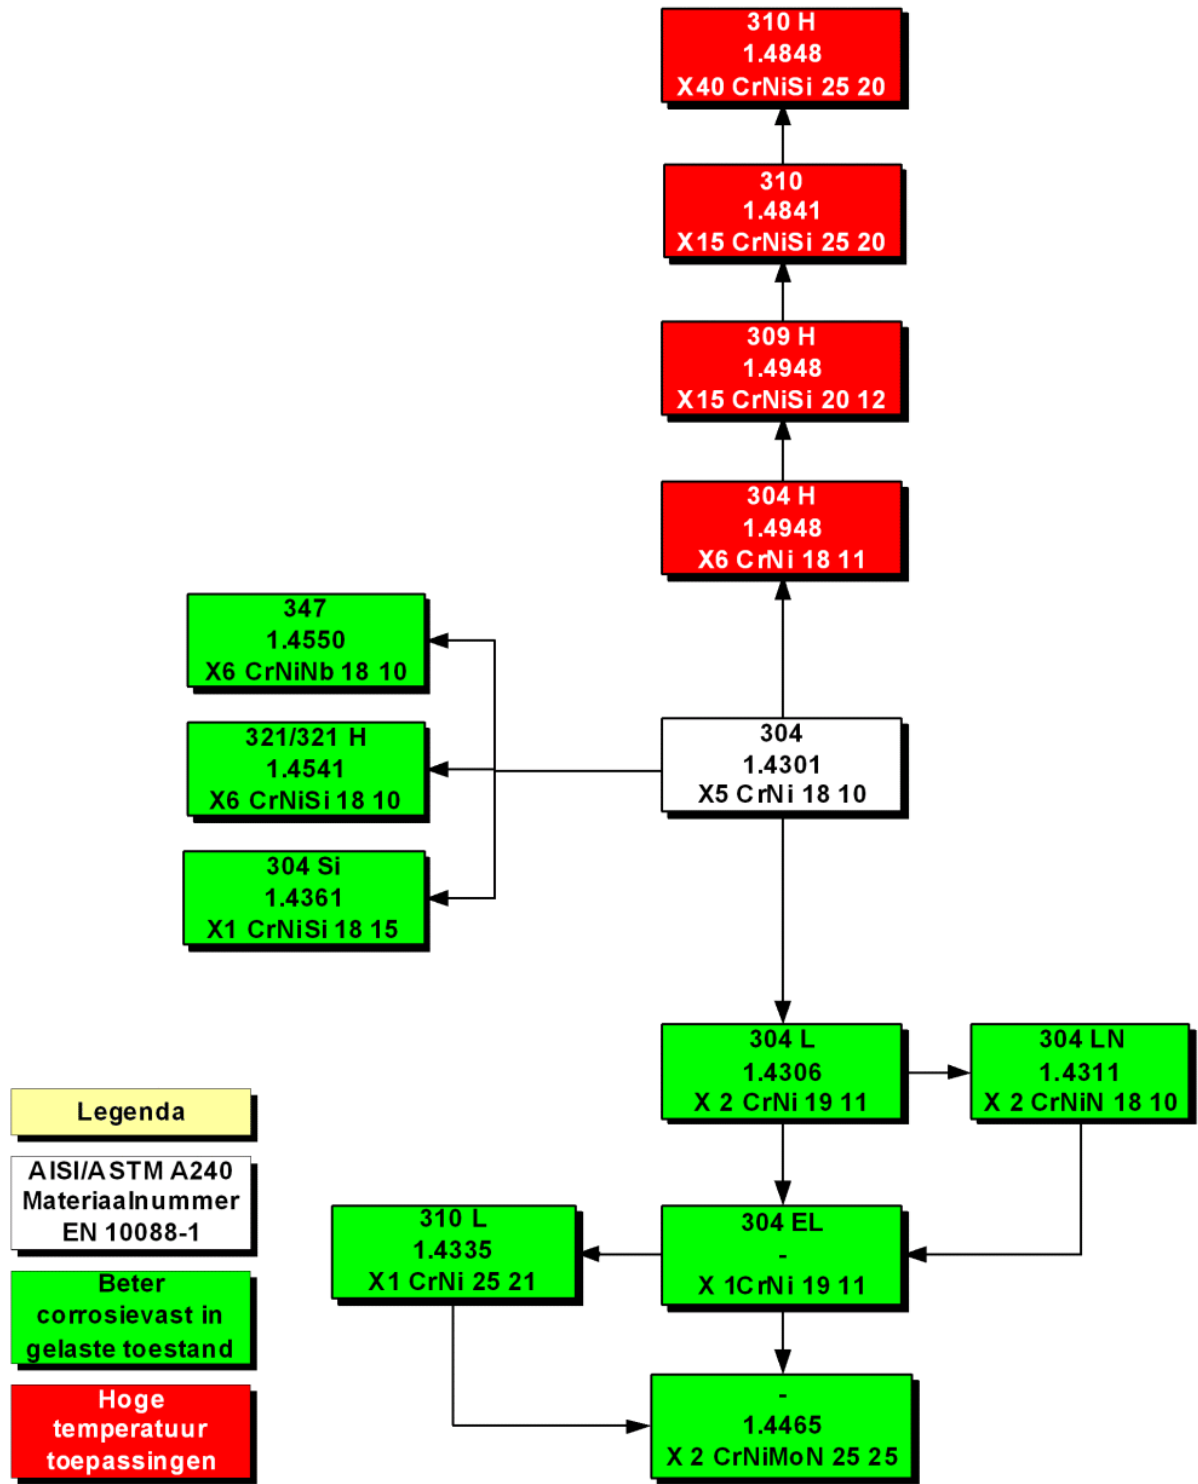 310 H
1.4848
X40 CrNiSi 25 20
310
1.4841
X15 CrNiSi 25 20
309 H
1.4948
X15 CrNiSi 20 12
304 H
1.4948
X6 CrNi 18 11
347
1.4550
X6 CrNiNb 18 10
321/321 H
1.4541
X6 CrNiSi 18 10
304 Si
1.4361
X1 CrNiSi 18 15
304
1.4301
X5 CrNi 18 10
304 L
1.4306
X 2 CrNi 19 11
304 LN
1.4311
X 2 CrNiN 18 10
310 L
1.4335
X1 CrNi 25 21
304 EL
-
X 1CrNi 19 11
-
1.4465
X 2 CrNiMoN 25 25
Legenda
AISI/ASTM A240
Materiaalnummer
EN 10088-1
Beter
corrosievast in
gelaste toestand
Hoge
temperatuur
toepassingen